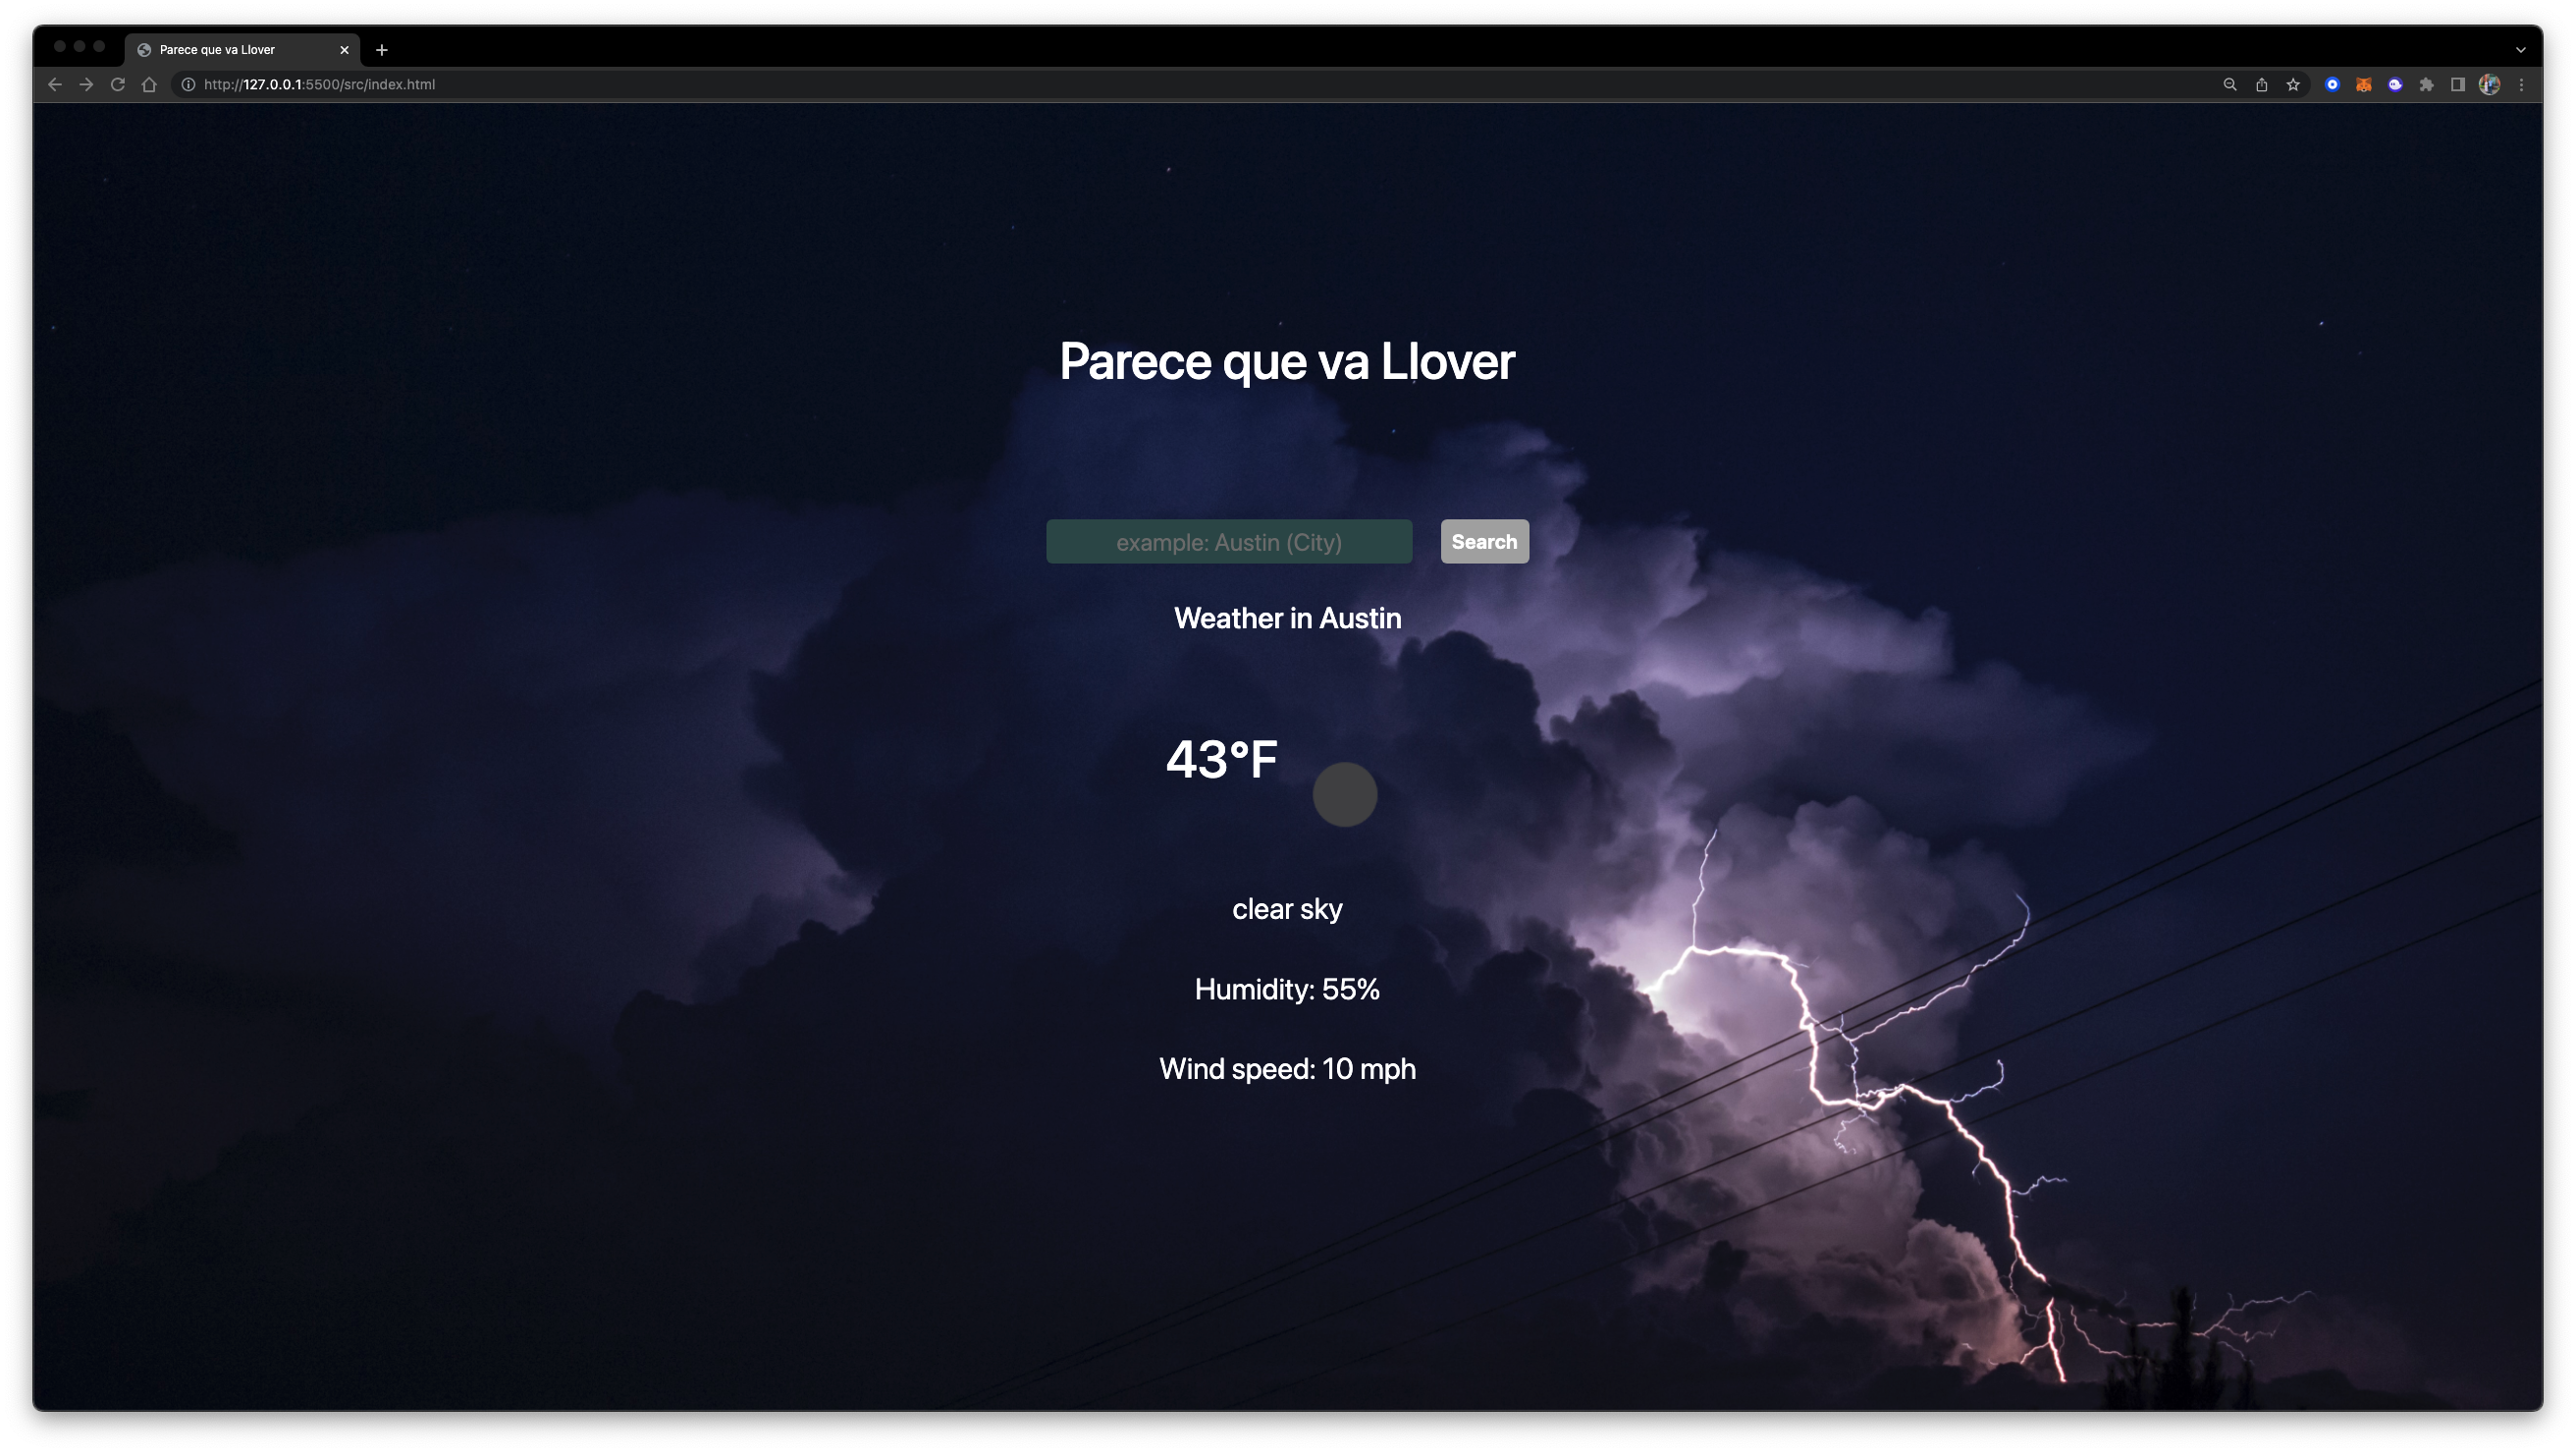 Parece que va Llover
http://127.0.0.1:5500/src/index.html
Parece que va Llover
example: Austin (City)
Search
Weather in Austin
43°F
clear sky
Humidity: 55%
Wind speed: 10 mph